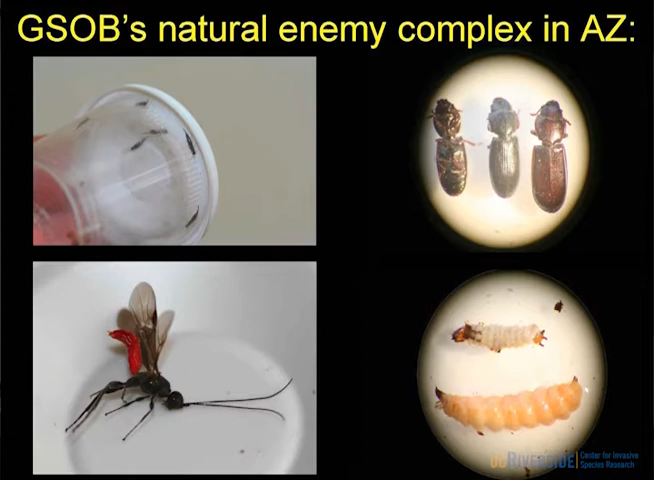 GSOB's natural enemy complex in AZ:
UC RIVERSIDE | Center for Invasive
Species Research